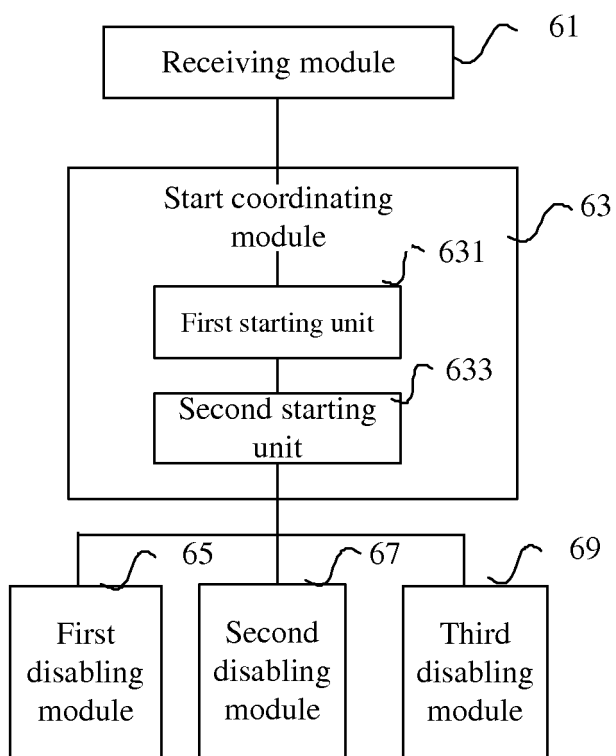 61
Receiving module
Start coordinating
module
63
631
First starting unit
633
Second starting
unit
65
67
69
First
disabling
module
Second
disabling
module
Third
disabling
module